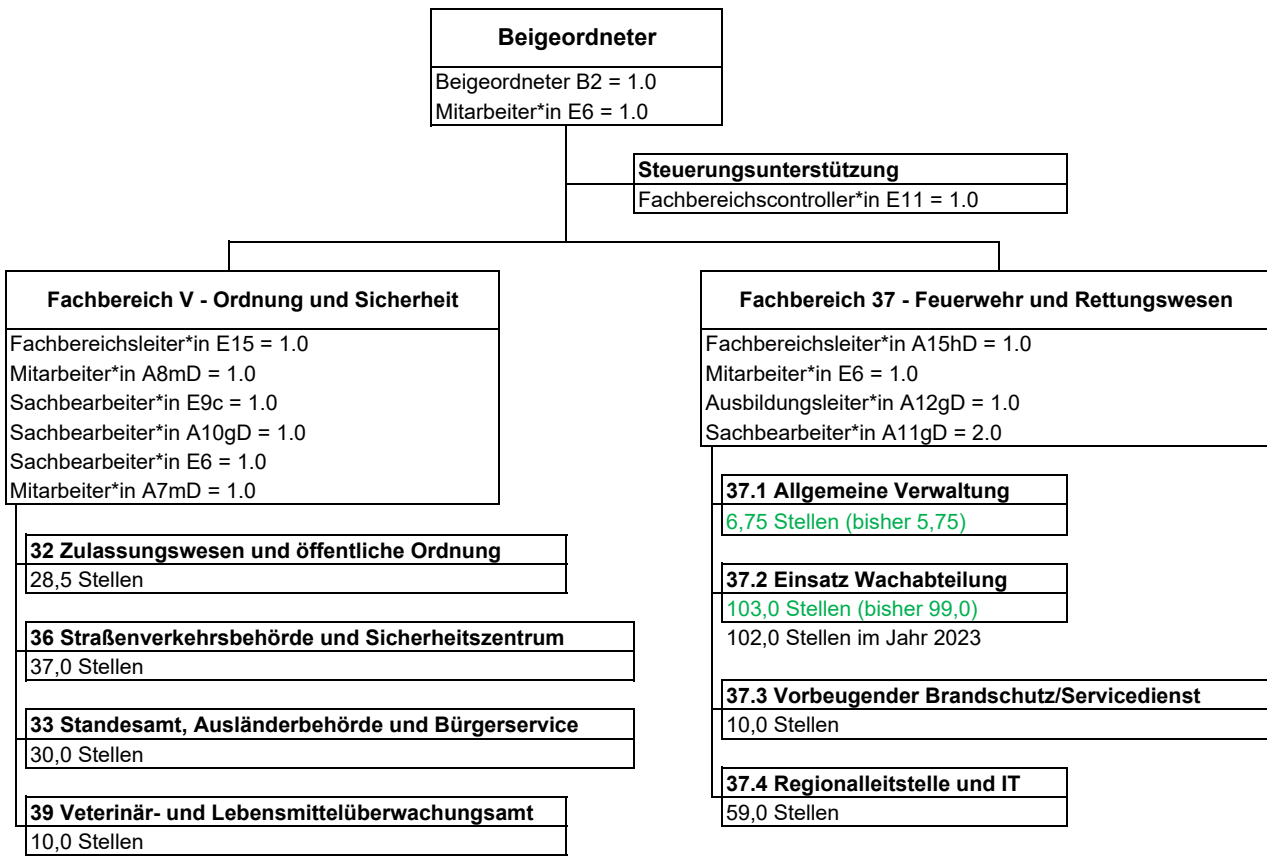 Beigeordneter
Beigeordneter B2 = 1.0
Mitarbeiter*in E6 = 1.0
Steuerungsunterstützung
Fachbereichscontroller*in E11 = 1.0
Fachbereich V - Ordnung und Sicherheit
Fachbereichsleiter*in E15 = 1.0
Mitarbeiter*in A8mD = 1.0
Sachbearbeiter*in E9c = 1.0
Sachbearbeiter*in A10gD = 1.0
Sachbearbeiter*in E6 = 1.0
Mitarbeiter*in A7mD = 1.0
32 Zulassungswesen und öffentliche Ordnung
28,5 Stellen
36 Straßenverkehrsbehörde und Sicherheitszentrum
37,0 Stellen
33 Standesamt, Ausländerbehörde und Bürgerservice
30,0 Stellen
39 Veterinär- und Lebensmittelüberwachungsamt
10,0 Stellen
Fachbereich 37 - Feuerwehr und Rettungswesen
Fachbereichsleiter*in A15hD = 1.0
Mitarbeiter*in E6 = 1.0
Ausbildungsleiter*in A12gD = 1.0
Sachbearbeiter*in A11gD = 2.0
37.1 Allgemeine Verwaltung
6,75 Stellen (bisher 5,75)
37.2 Einsatz Wachabteilung
103,0 Stellen (bisher 99,0)
102,0 Stellen im Jahr 2023
37.3 Vorbeugender Brandschutz/Servicedienst
10,0 Stellen
37.4 Regionalleitstelle und IT
59,0 Stellen